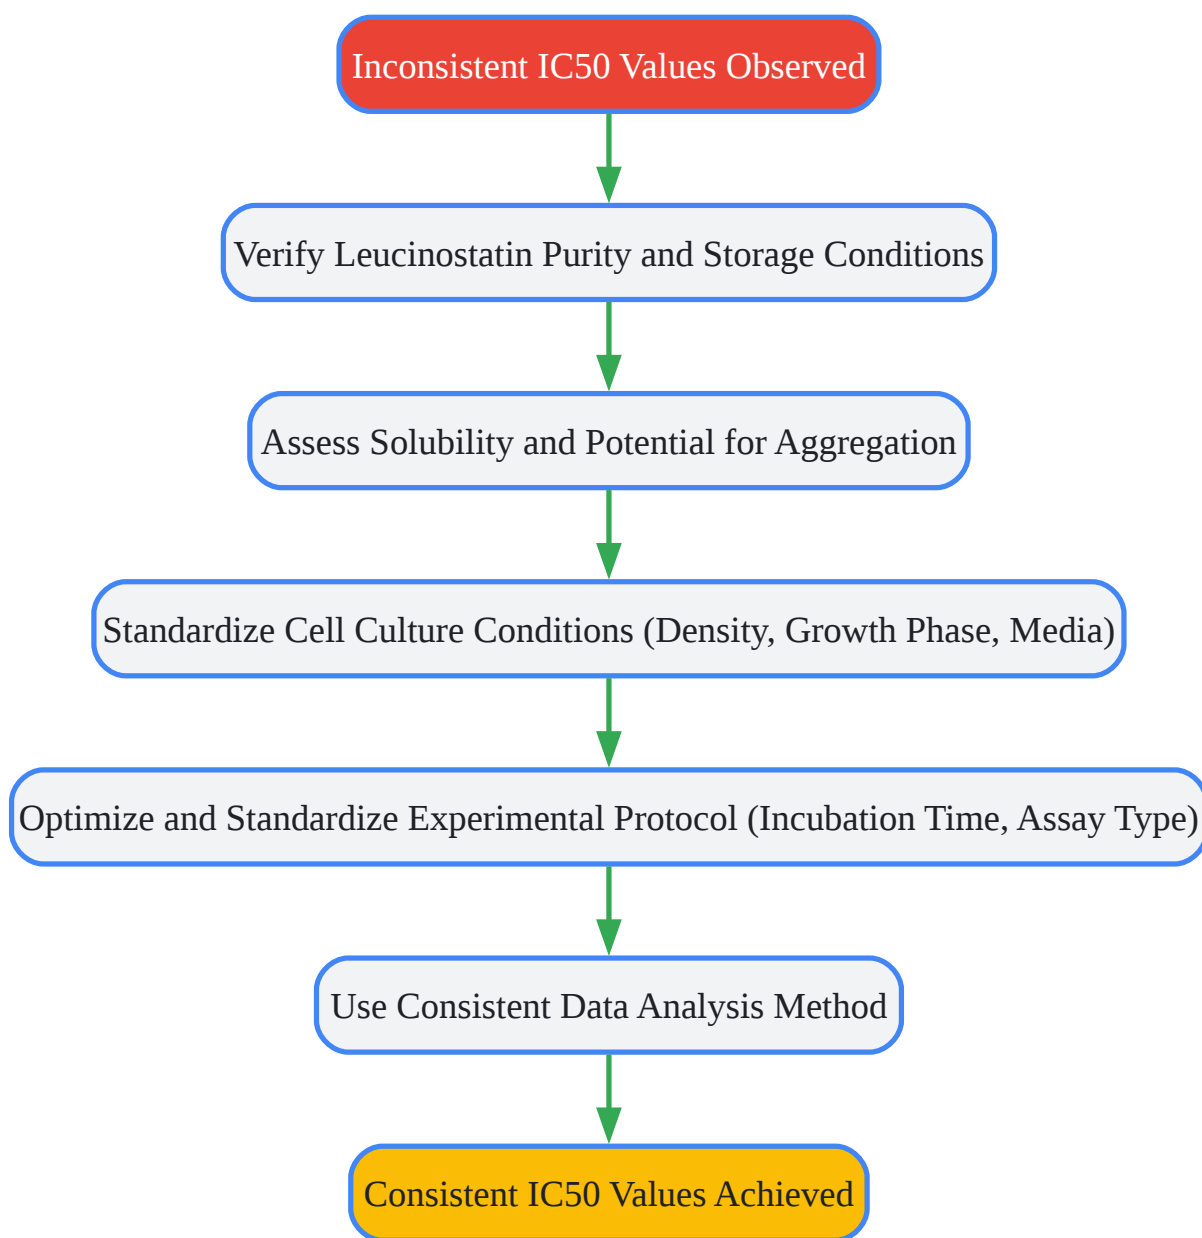 Inconsistent IC50 Values Observed
Verify Leucinostatin Purity and Storage Conditions
Assess Solubility and Potential for Aggregation
Standardize Cell Culture Conditions (Density, Growth Phase, Media)
Optimize and Standardize Experimental Protocol (Incubation Time, Assay Type)
Use Consistent Data Analysis Method
Consistent IC50 Values Achieved